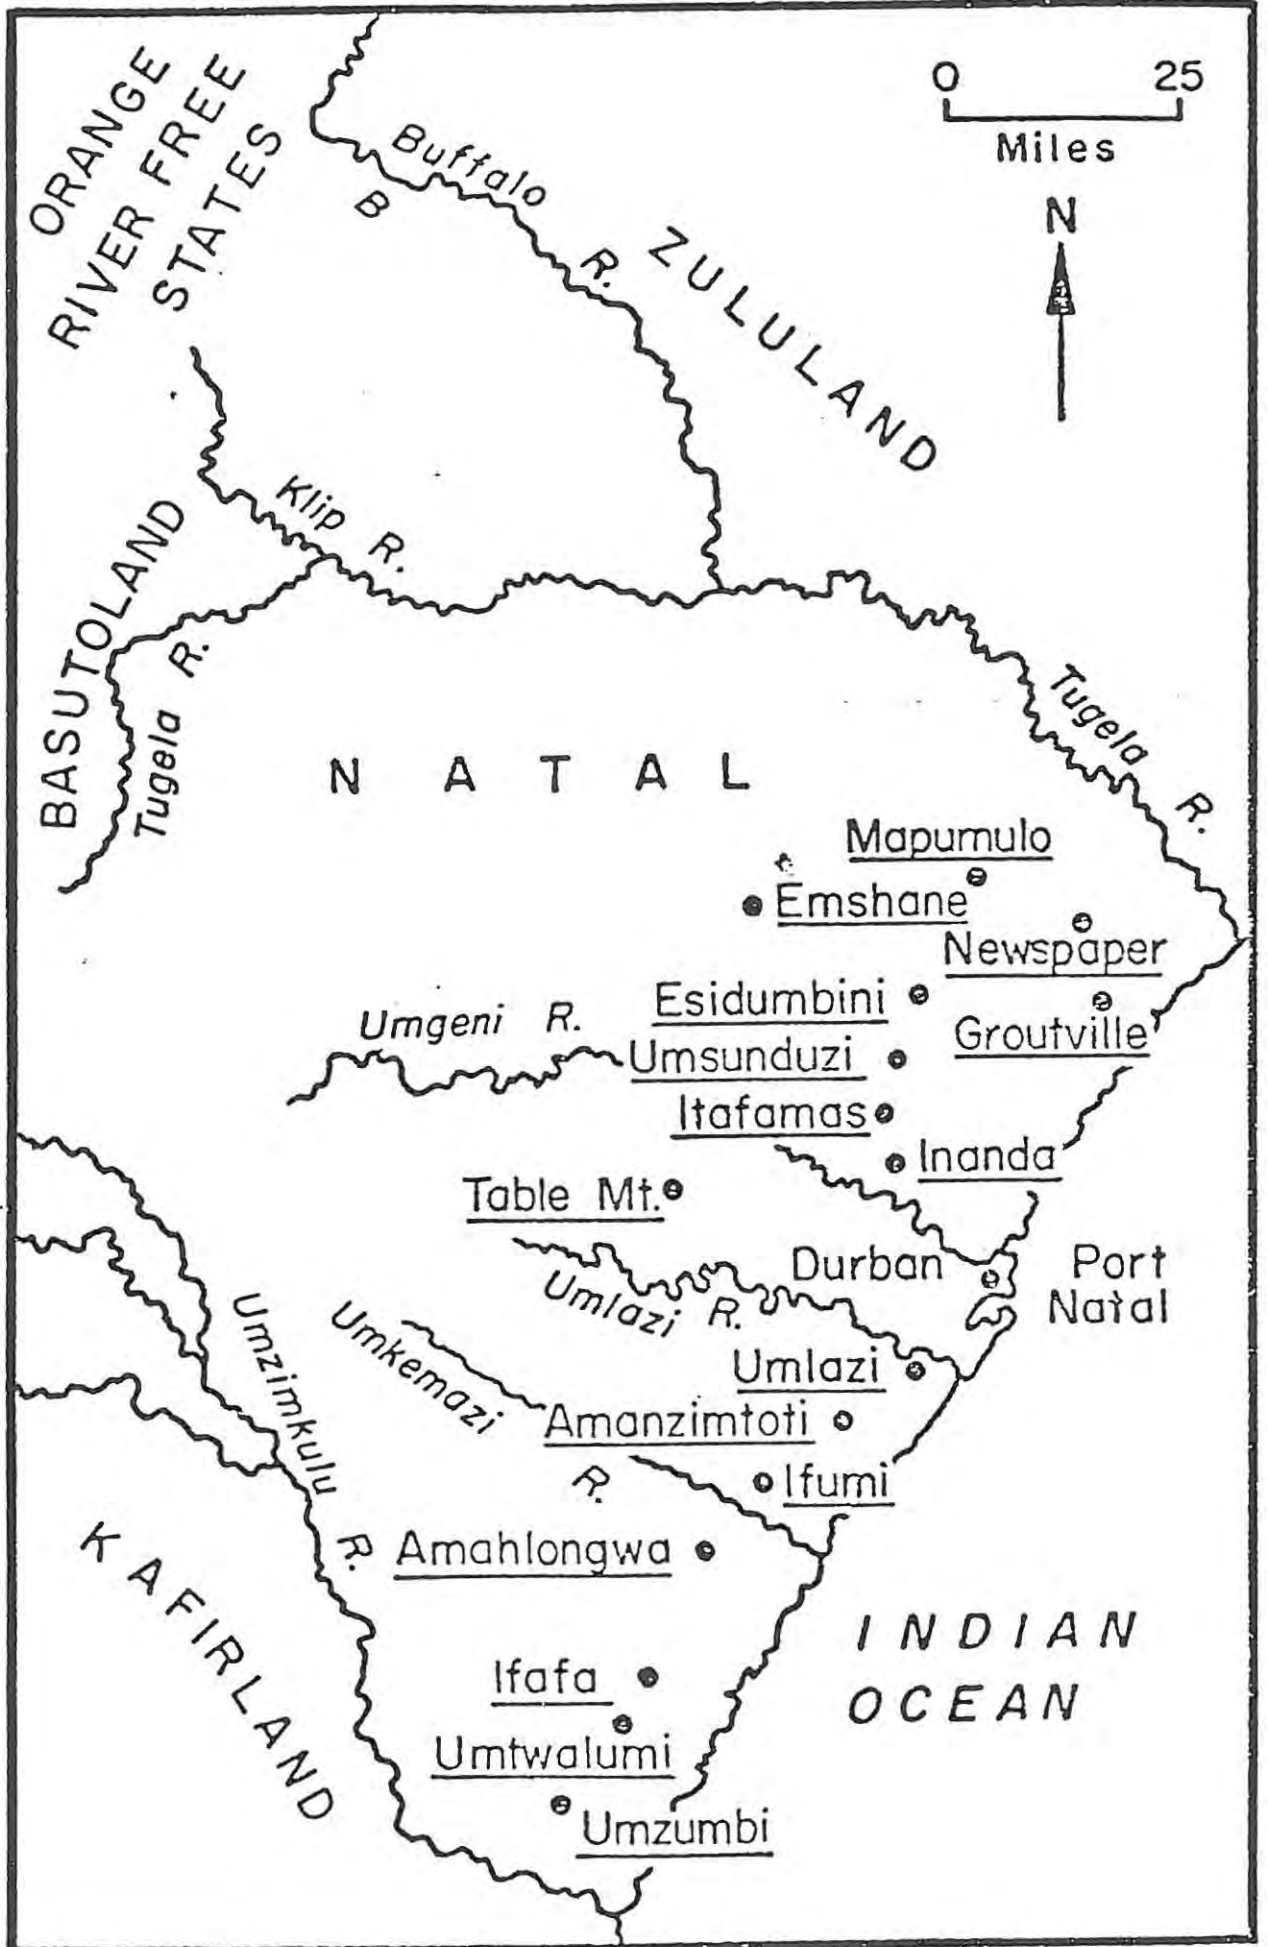 0 25
Miles
N
ORANGE
RIVER FREE
STATES
Buffalo
B
R.
ZULULAND
Klip R.
BASUTOLAND
Tugela R.
Tugela R.
NATAL
Mapumulo
Emshane
Newspaper
Esidumbini
Groutville
Umgeni R.
Umsunduzi
Itafamas
Inanda
Table Mt.
Durban
Port
Natal
Umlazi R.
Umzimkulu R.
Umkemazi R.
Umlazi
Amanzimtoti
Ifumi
Amahlongwa
KAFIRLAND
INDIAN
OCEAN
Ifafa
Umtwalumi
Umzumbi